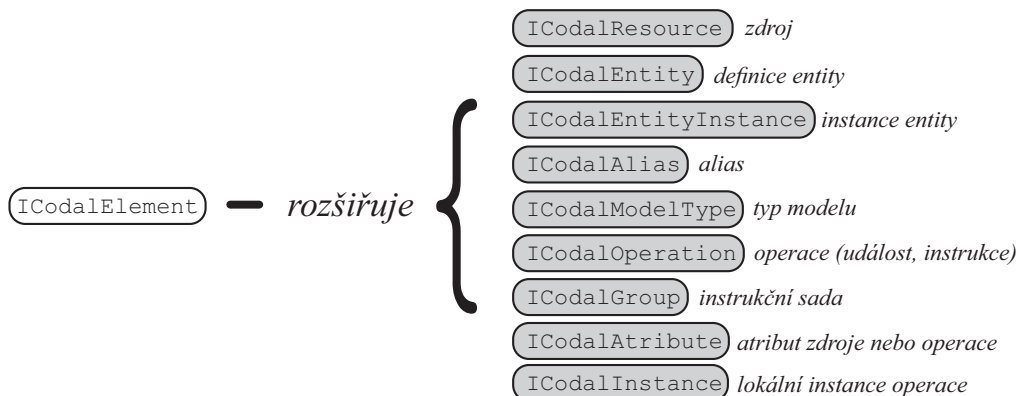 ICodalResource zdroj
ICodalEntity definice entity
ICodalEntityInstance instance entity
ICodalAlias alias
ICodalElement rozšiřuje
ICodalModelType typ modelu
ICodalOperation operace (událost, instrukce)
ICodalGroup instrukční sada
ICodalAtribute atribut zdroje nebo operace
ICodalInstance lokální instance operace